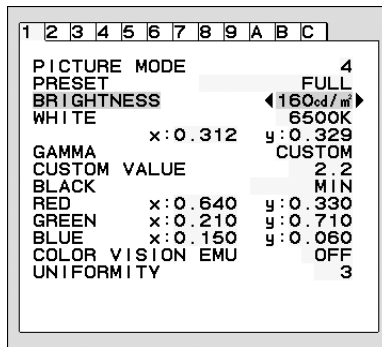 1 2 3 4 5 6 7 8 9 A B C
PICTURE MODE 4
PRESET FULL
BRIGHTNESS ◀160cd/㎡▶
WHITE 6500K
x:0.312 y:0.329
GAMMA CUSTOM
CUSTOM VALUE 2.2
BLACK MIN
RED x:0.640 y:0.330
GREEN x:0.210 y:0.710
BLUE x:0.150 y:0.060
COLOR VISION EMU OFF
UNIFORMITY 3